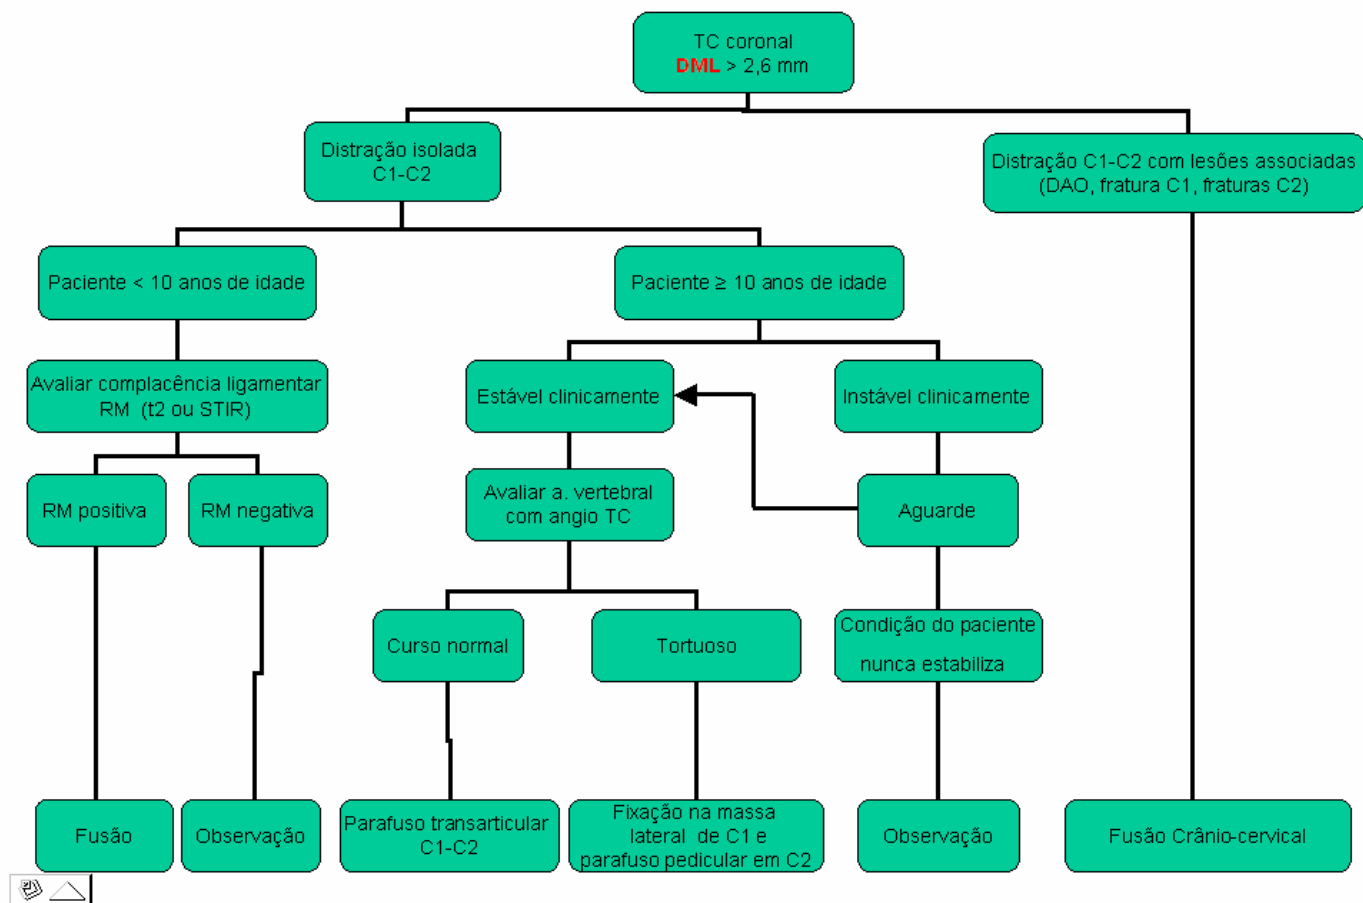 TC coronal
DML > 2,6 mm
Distração isolada
C1-C2
Distração C1-C2 com lesões associadas
(DAO, fratura C1, fraturas C2)
Paciente < 10 anos de idade
Paciente ≥ 10 anos de idade
Avaliar complacência ligamentar
RM (t2 ou STIR)
Estável clinicamente
Instável clinicamente
RM positiva
RM negativa
Avaliar a. vertebral
com angio TC
Aguarde
Curso normal
Tortuoso
Condição do paciente
nunca estabiliza
Fusão
Observação
Parafuso transarticular
C1-C2
Fixação na massa
lateral de C1 e
parafuso pedicular em C2
Observação
Fusão Crânio-cervical